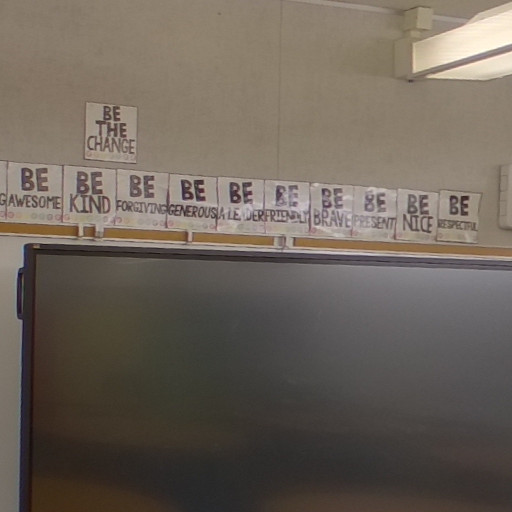 BE
THE
CHANGE
BE
AWESOME
BE
KIND
BE
FORGIVING
BE
GENEROUS
BE
A LEADER
BE
FRIENDLY
BE
BRAVE
BE
PRESENT
BE
NICE
BE
RESPECTFUL